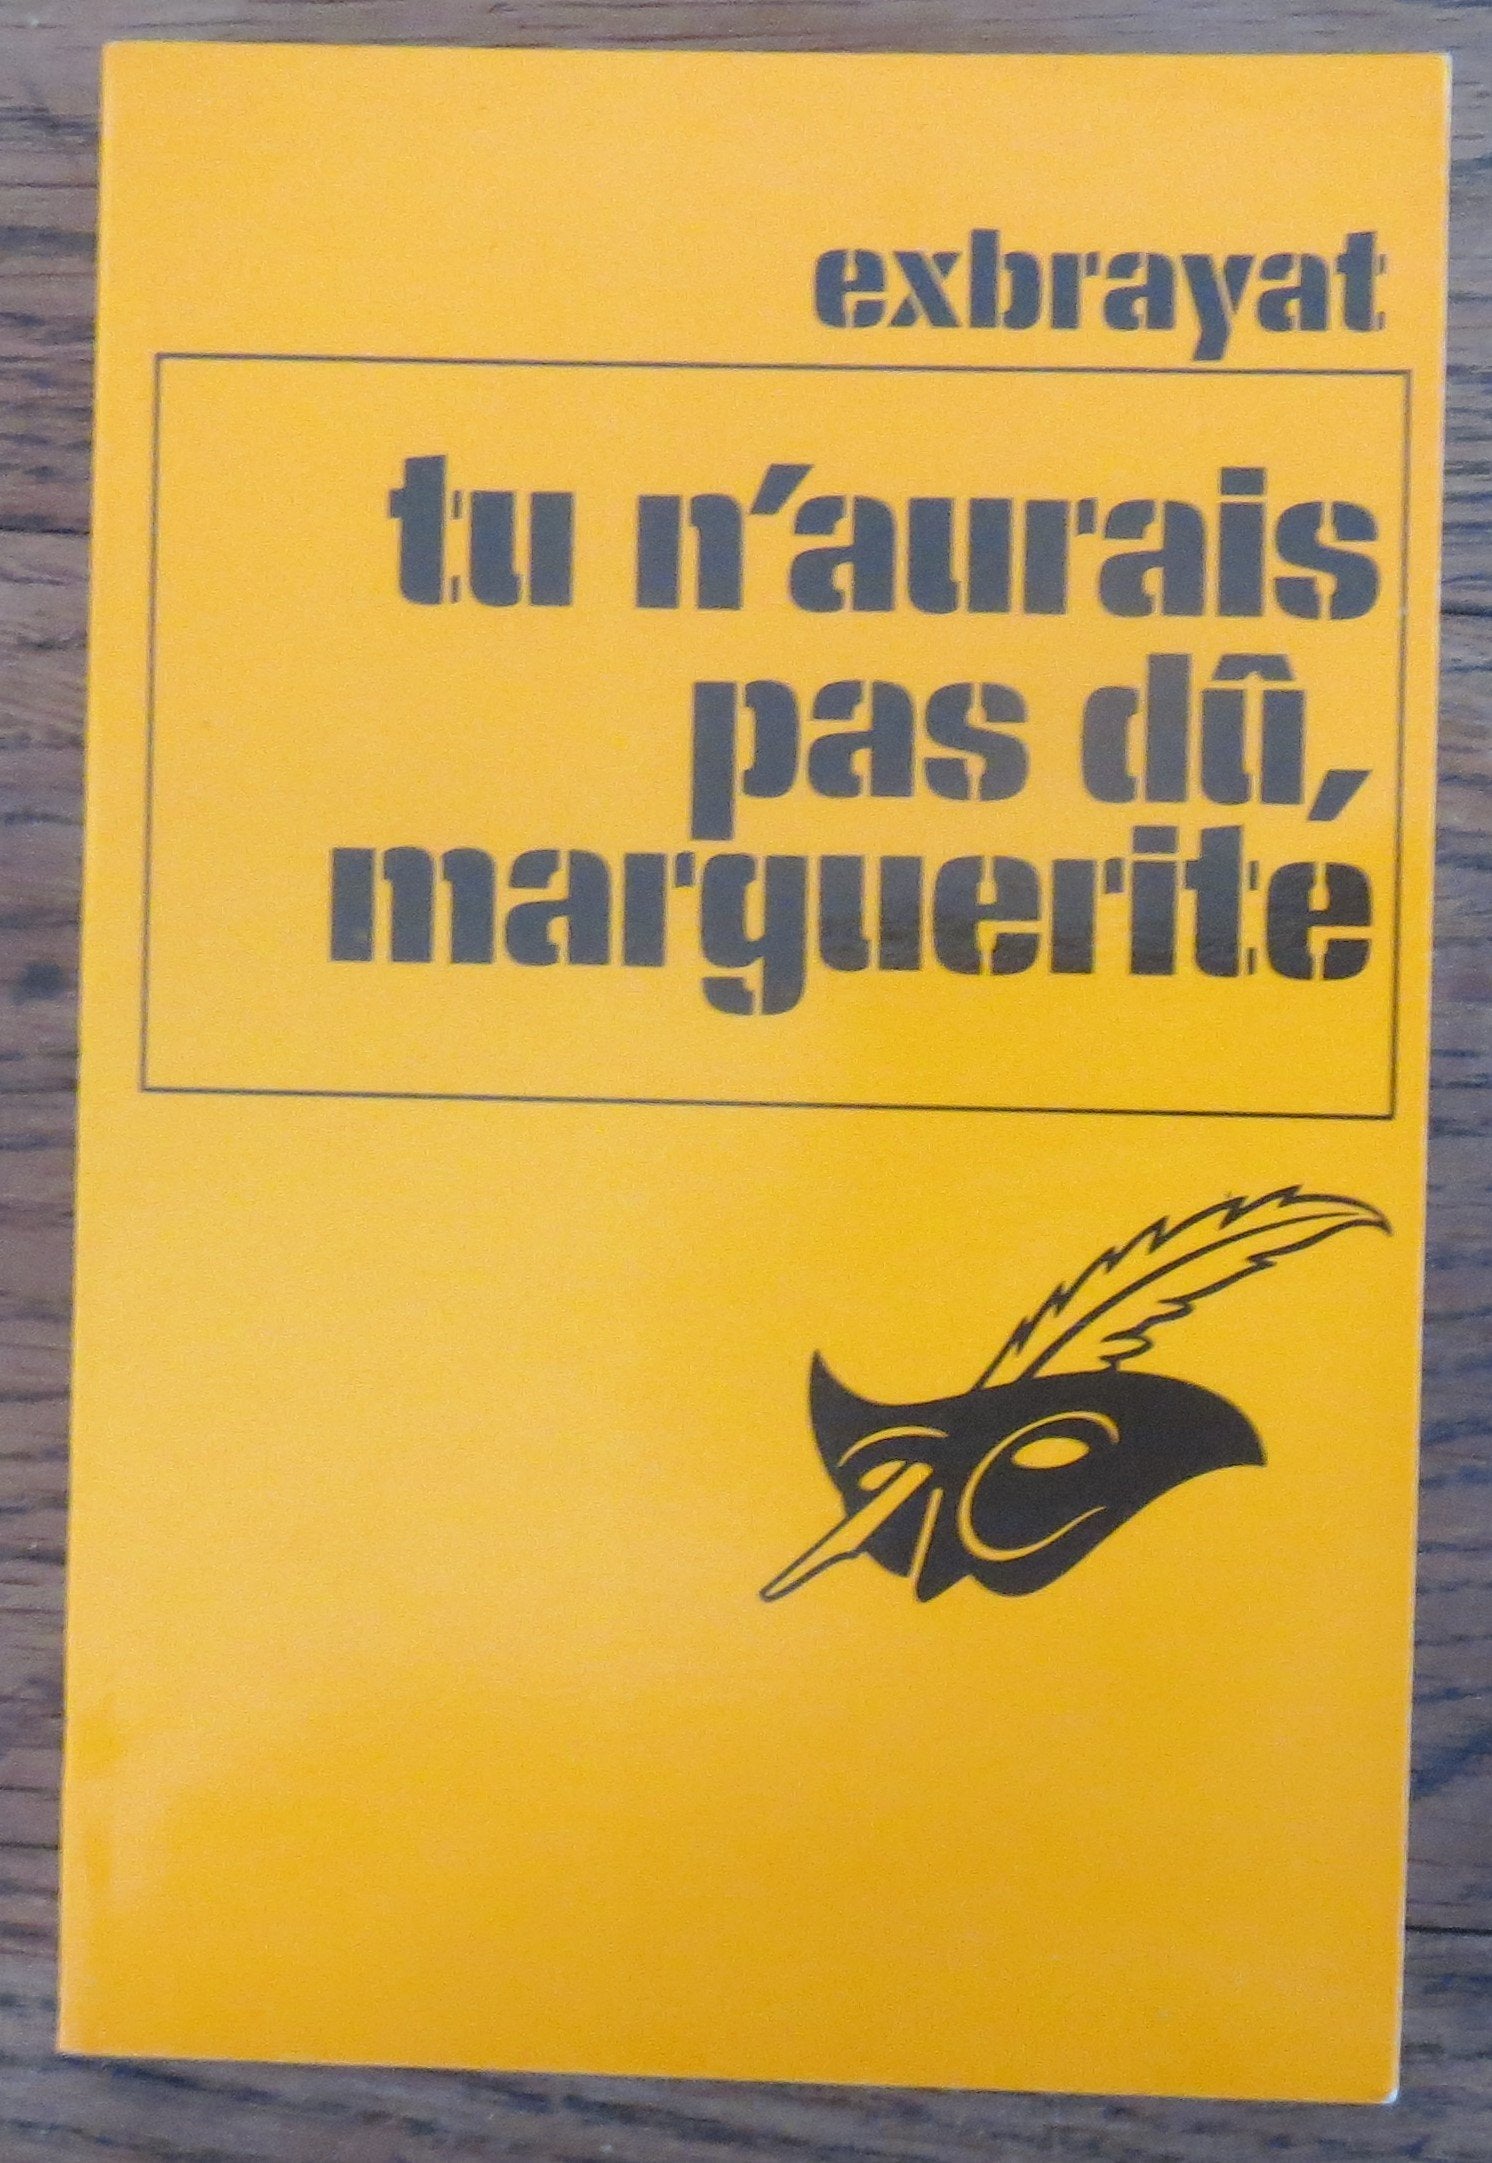 exbrayat
tu n'aurais
pas dû,
marguerite